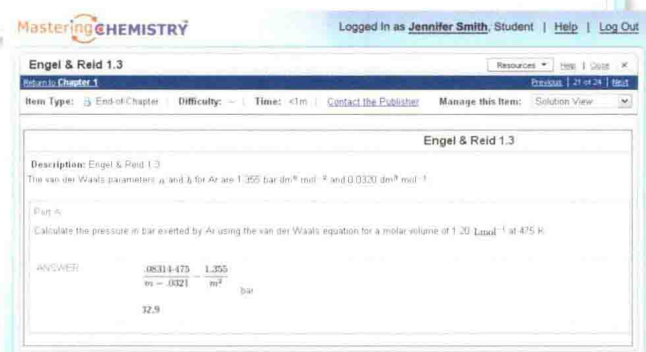 MasteringCHEMISTRY Logged In as Jennifer Smith, Student | Help | Log Out
Engel & Reid 1.3 Resources Help | Close ×
Return to Chapter 1 Previous | 21 of 24 | Next
Item Type: End-of-Chapter | Difficulty: -- | Time: <1m | Contact the Publisher Manage this Item: Solution View
Engel & Reid 1.3
Description: Engel & Reid 1.3
The van der Waals parameters a and b for Ar are 1.355 bar dm⁶ mol⁻² and 0.0320 dm³ mol⁻¹
Part A
Calculate the pressure in bar exerted by Ar using the van der Waals equation for a molar volume of 1.20 Lmol⁻¹ at 475 K.
ANSWER
.08314·475 1.355
m − .0321 − m² bar
32.9